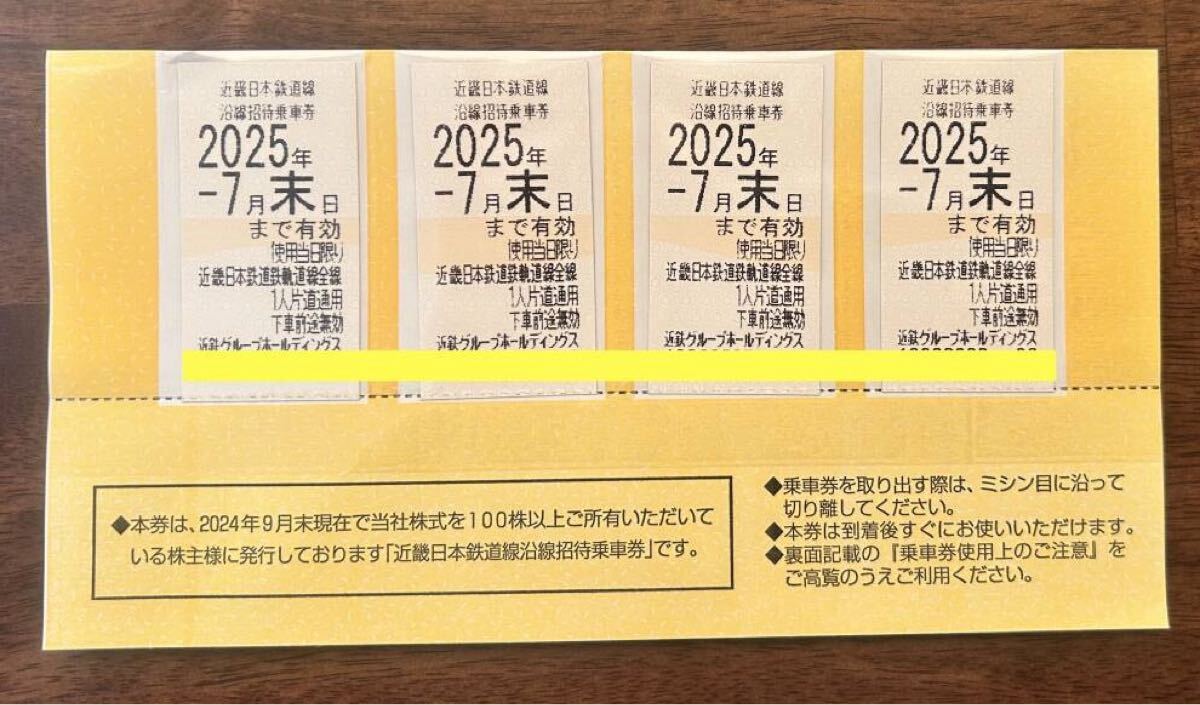 近畿日本鉄道線
沿線招待乗車券
2025年
-7月末日
まで有効
(使用当日限り)
近畿日本鉄道鉄軌道線全線
1人片道通用
下車前途無効
近鉄グループホールディングス
近畿日本鉄道線
沿線招待乗車券
2025年
-7月末日
まで有効
(使用当日限り)
近畿日本鉄道鉄軌道線全線
1人片道通用
下車前途無効
近鉄グループホールディングス
近畿日本鉄道線
沿線招待乗車券
2025年
-7月末日
まで有効
(使用当日限り)
近畿日本鉄道鉄軌道線全線
1人片道通用
下車前途無効
近鉄グループホールディングス
近畿日本鉄道線
沿線招待乗車券
2025年
-7月末日
まで有効
(使用当日限り)
近畿日本鉄道鉄軌道線全線
1人片道通用
下車前途無効
近鉄グループホールディングス
◆本券は、2024年9月末現在で当社株式を100株以上ご所有いただいて
いる株主様に発行しております「近畿日本鉄道線沿線招待乗車券」です。
◆乗車券を取り出す際は、ミシン目に沿って
切り離してください。
◆本券は到着後すぐにお使いいただけます。
◆裏面記載の『乗車券使用上のご注意』を
ご高覧のうえご利用ください。